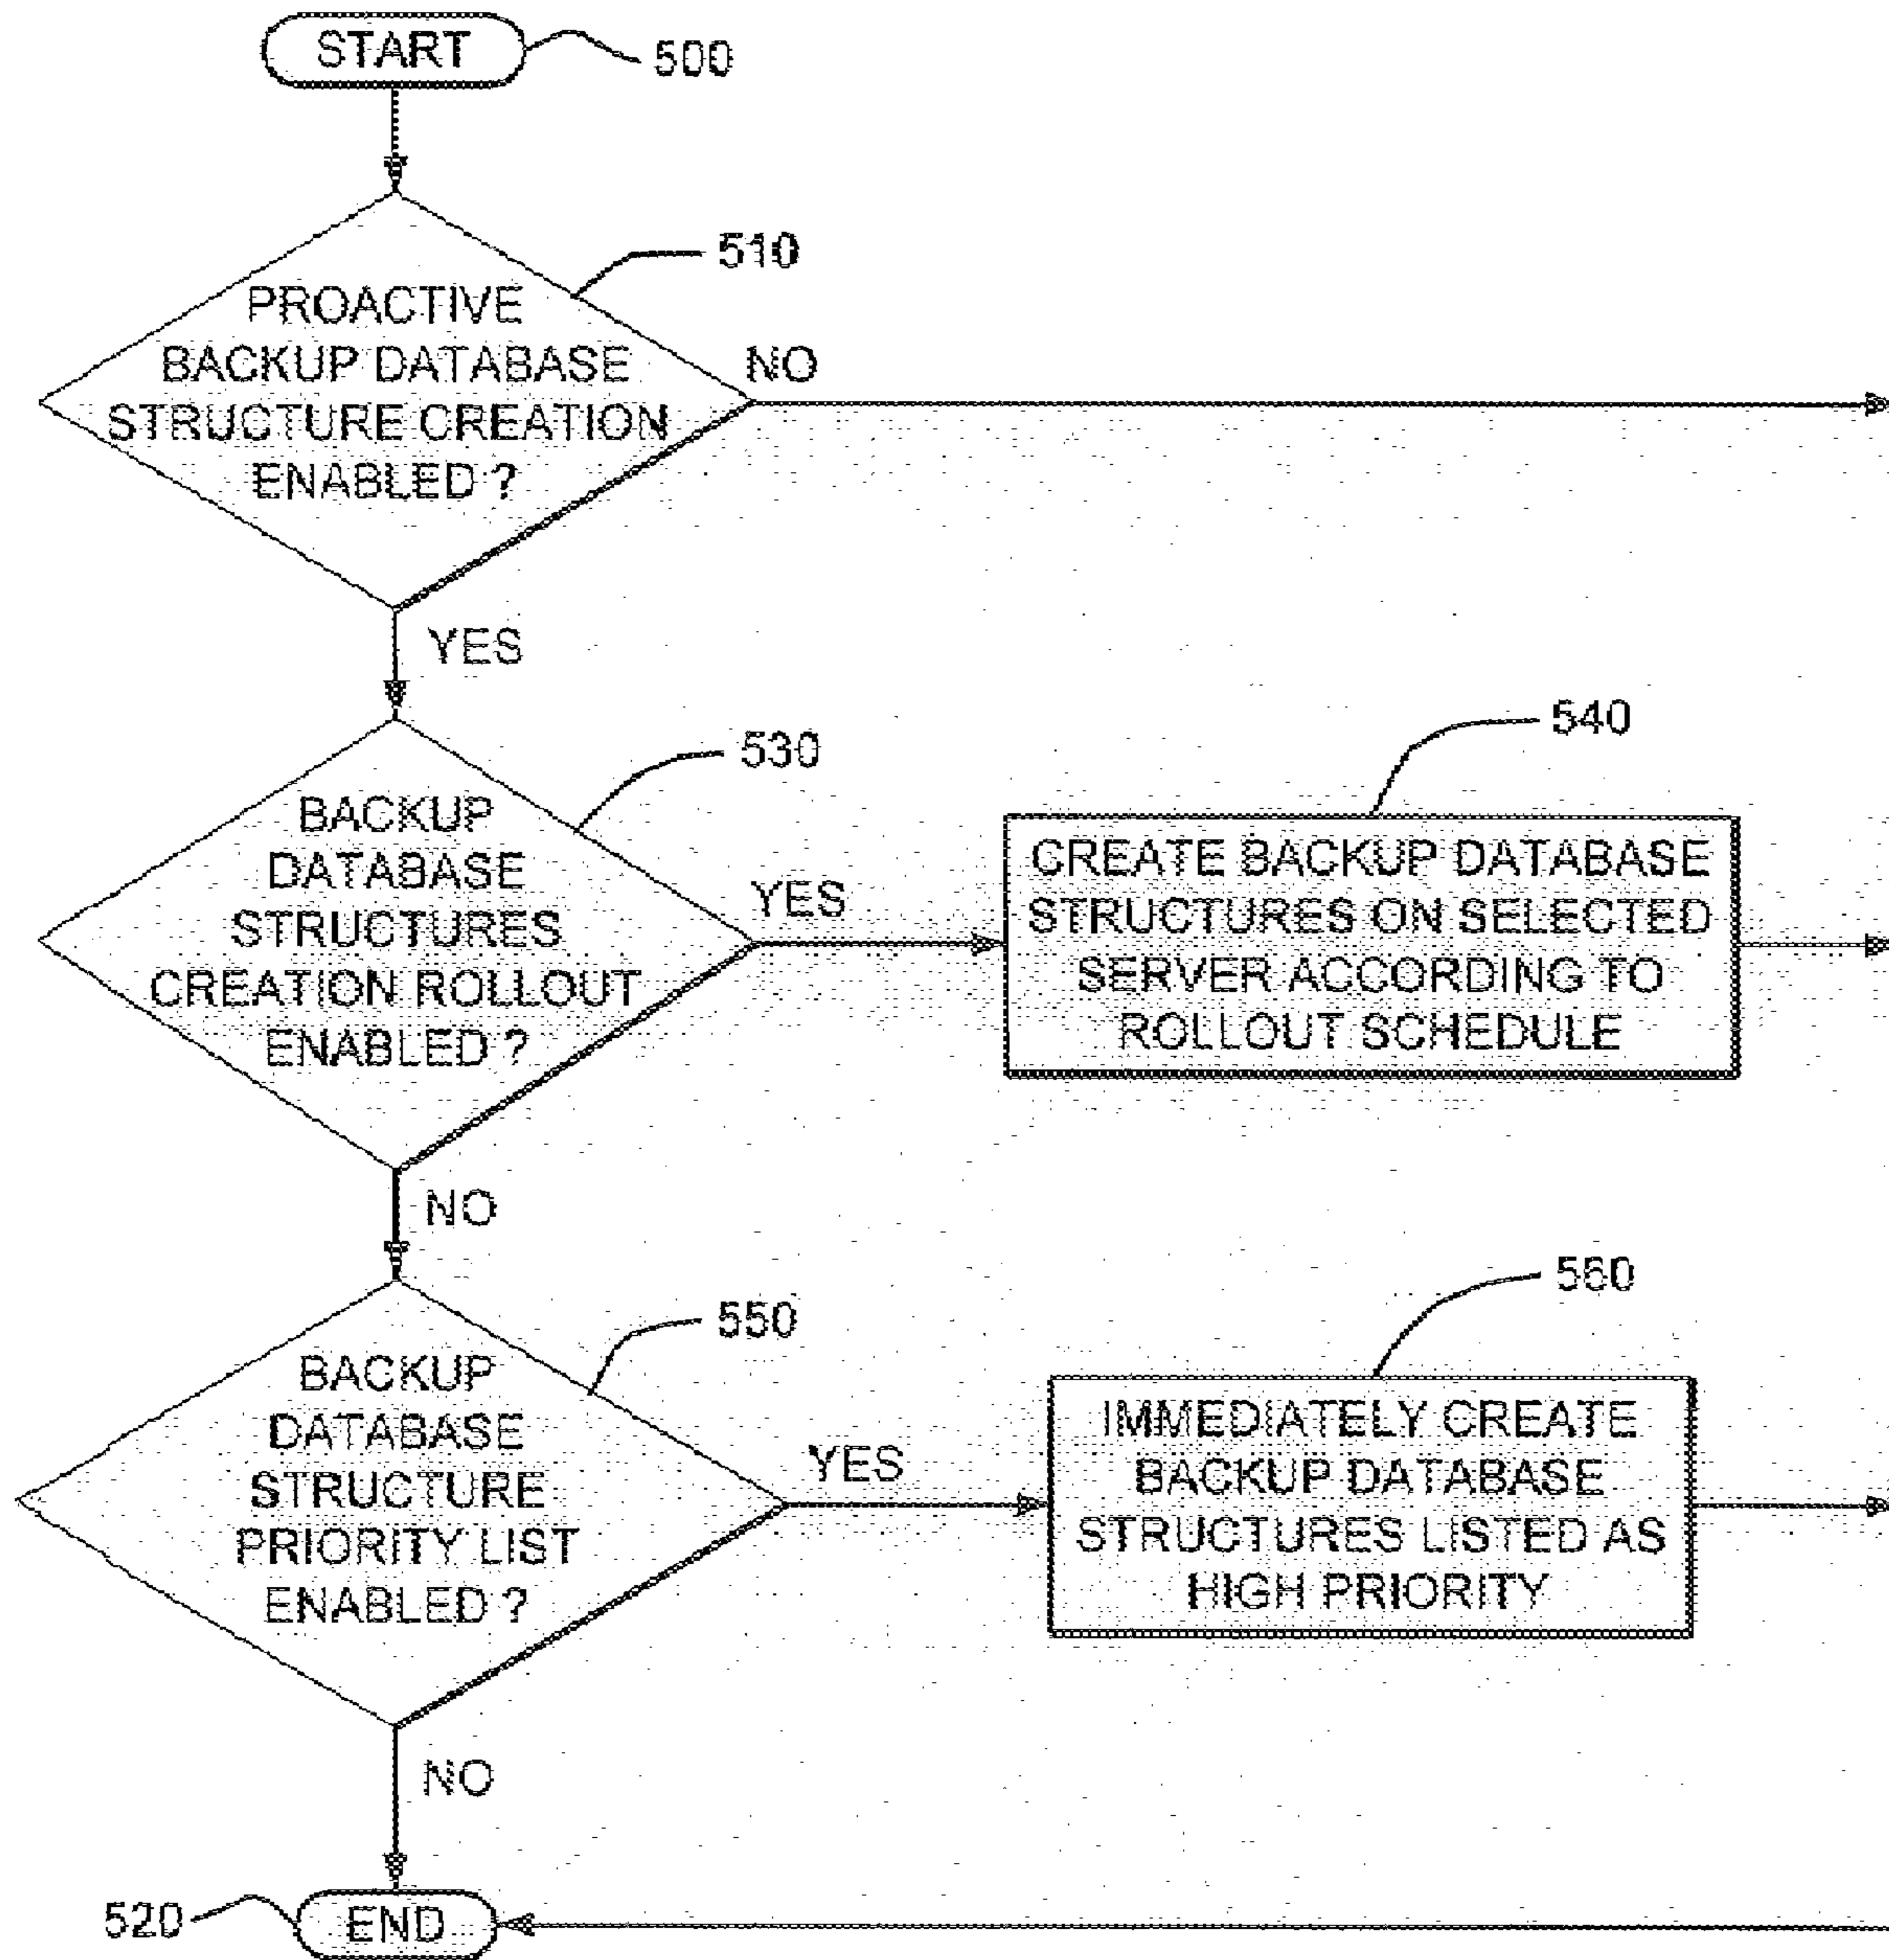 START
500
510
PROACTIVE
BACKUP DATABASE
STRUCTURE CREATION
ENABLED ?
NO
YES
530
BACKUP
DATABASE
STRUCTURES
CREATION ROLLOUT
ENABLED ?
YES
540
CREATE BACKUP DATABASE
STRUCTURES ON SELECTED
SERVER ACCORDING TO
ROLLOUT SCHEDULE
NO
550
BACKUP
DATABASE
STRUCTURE
PRIORITY LIST
ENABLED ?
YES
560
IMMEDIATELY CREATE
BACKUP DATABASE
STRUCTURES LISTED AS
HIGH PRIORITY
NO
520
END